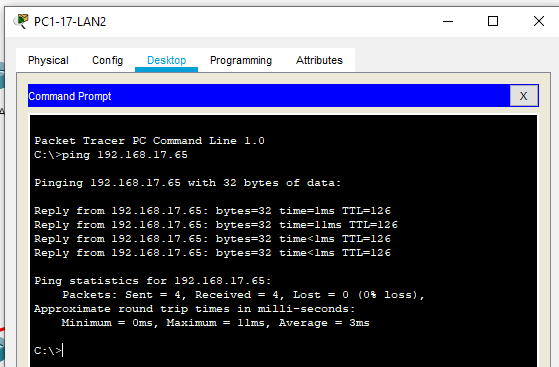 PC1-17-LAN2
Physical Config Desktop Programming Attributes
Command Prompt X
Packet Tracer PC Command Line 1.0
C:\>ping 192.168.17.65
Pinging 192.168.17.65 with 32 bytes of data:
Reply from 192.168.17.65: bytes=32 time=1ms TTL=126
Reply from 192.168.17.65: bytes=32 time=11ms TTL=126
Reply from 192.168.17.65: bytes=32 time<1ms TTL=126
Reply from 192.168.17.65: bytes=32 time<1ms TTL=126
Ping statistics for 192.168.17.65:
Packets: Sent = 4, Received = 4, Lost = 0 (0% loss),
Approximate round trip times in milli-seconds:
Minimum = 0ms, Maximum = 11ms, Average = 3ms
C:\>